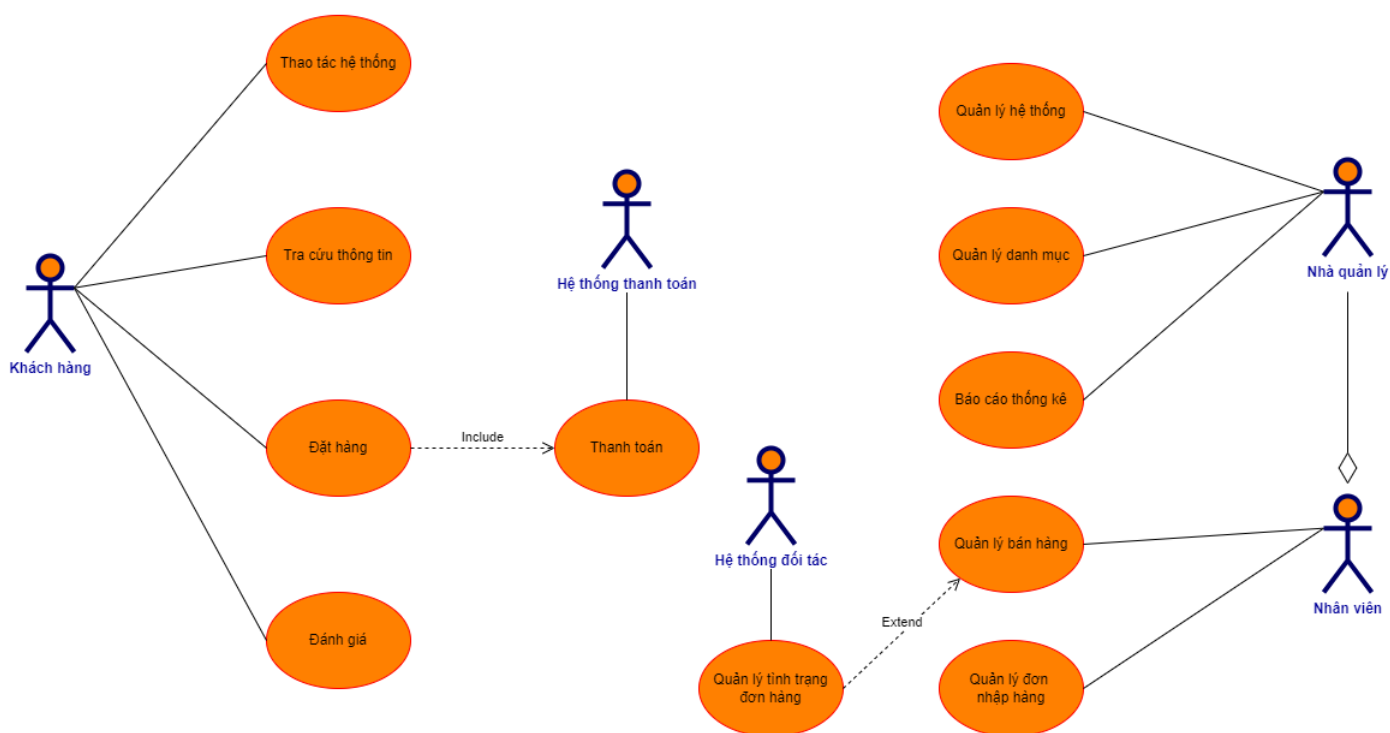 Thao tác hệ thống
Quản lý hệ thống
Tra cứu thông tin
Hệ thống thanh toán
Quản lý danh mục
Nhà quản lý
Khách hàng
Báo cáo thống kê
Đặt hàng
Include
Thanh toán
Hệ thống đối tác
Quản lý bán hàng
Nhân viên
Extend
Đánh giá
Quản lý tình trạng
đơn hàng
Quản lý đơn
nhập hàng